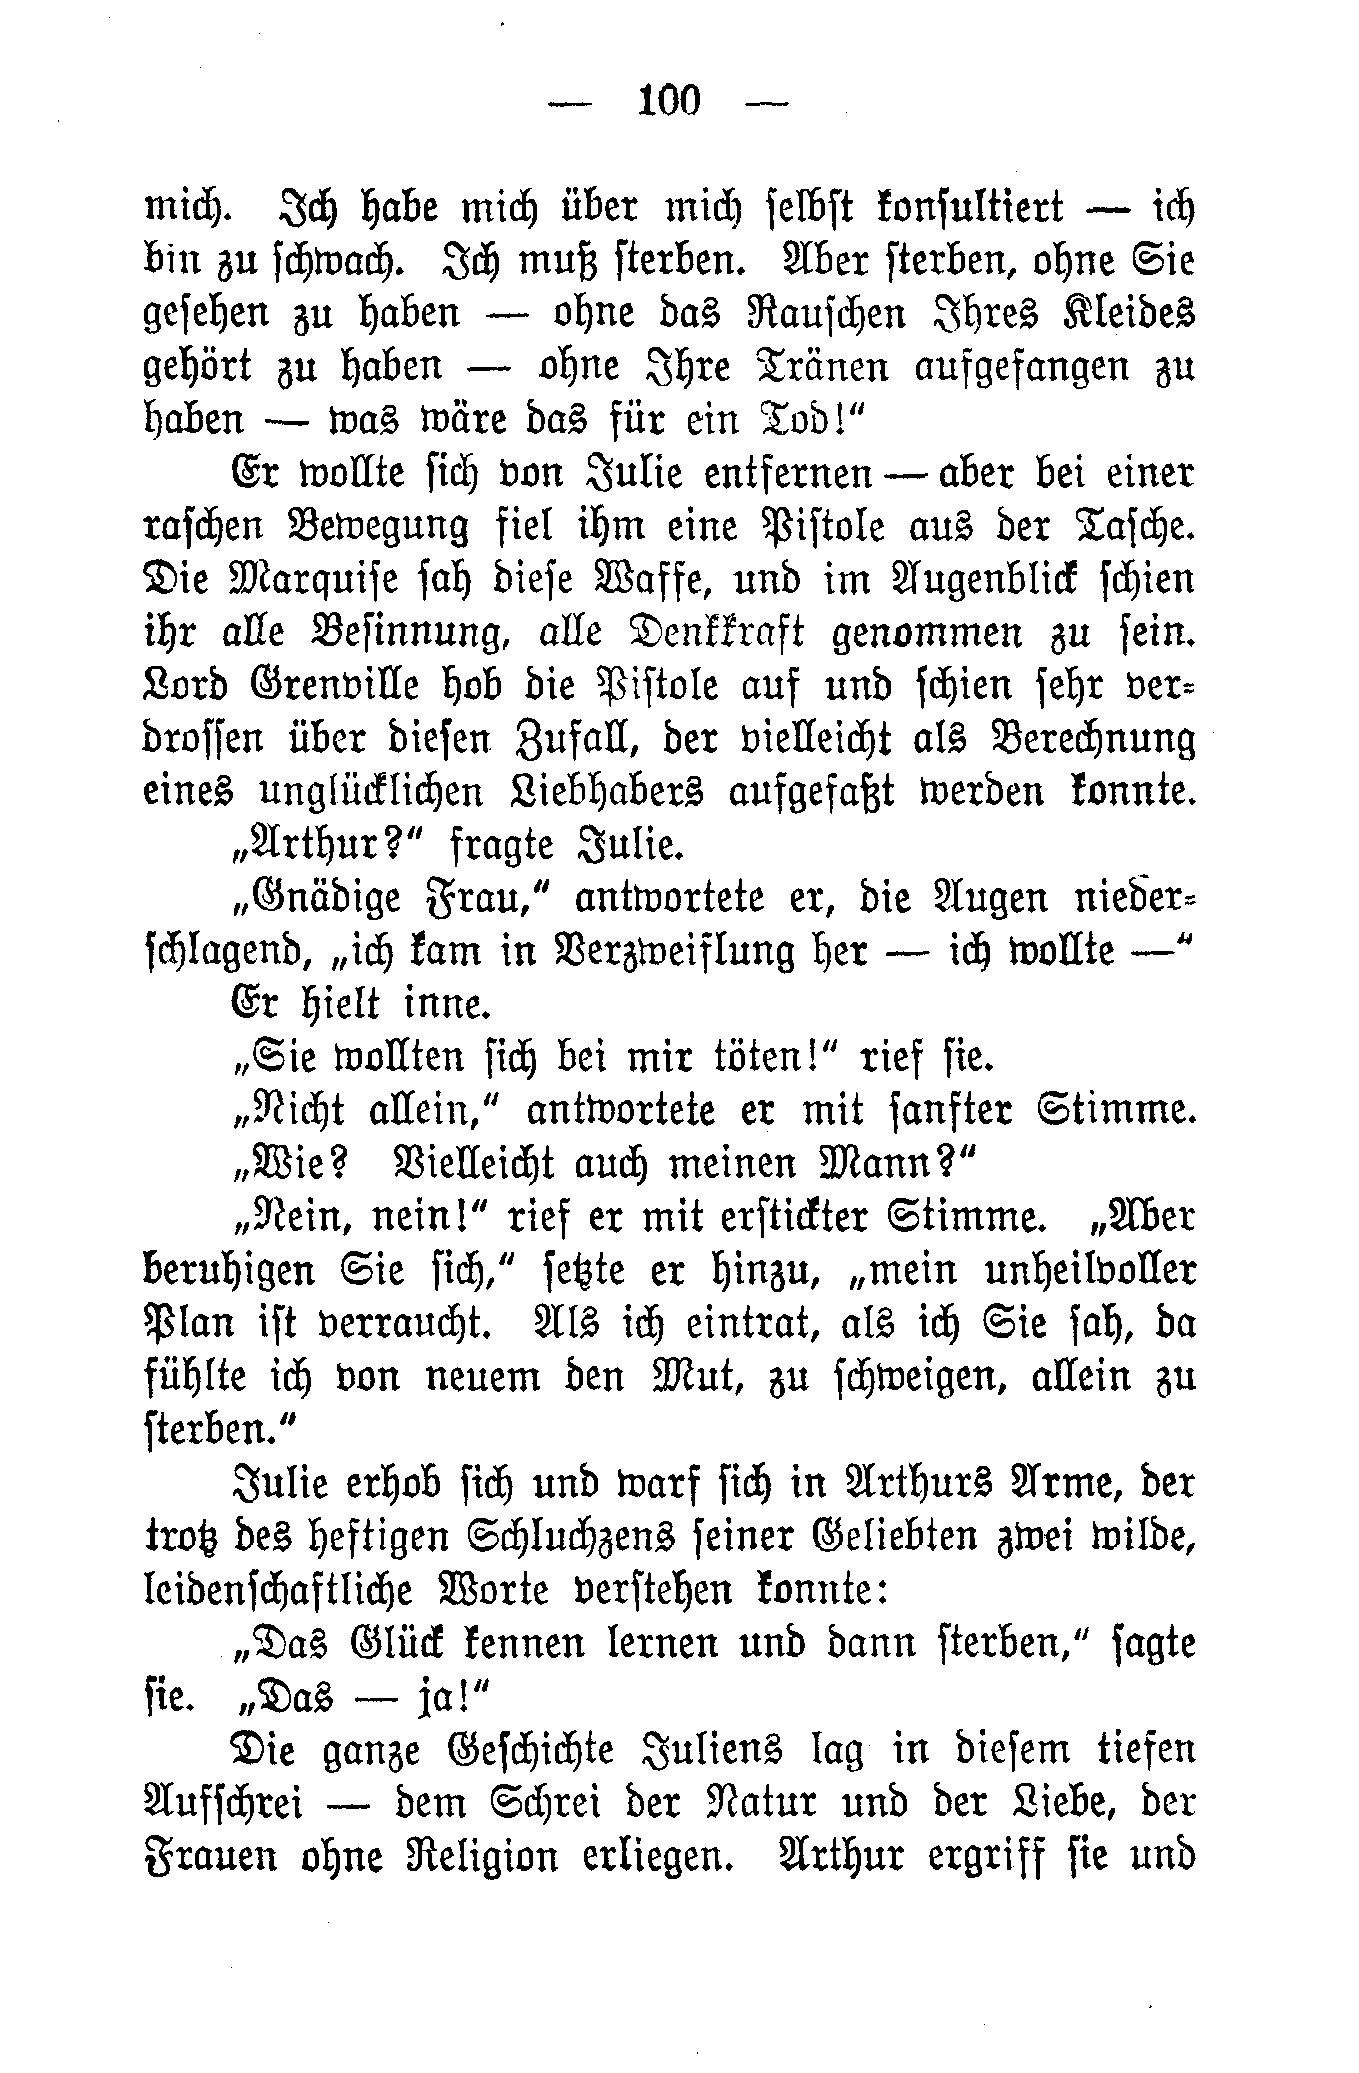 — 100 —
mich. Ich habe mich über mich selbst konsultiert — ich
bin zu schwach. Ich muß sterben. Aber sterben, ohne Sie
gesehen zu haben — ohne das Rauschen Ihres Kleides
gehört zu haben — ohne Ihre Tränen aufgefangen zu
haben — was wäre das für ein Tod!“
Er wollte sich von Julie entfernen — aber bei einer
raschen Bewegung fiel ihm eine Pistole aus der Tasche.
Die Marquise sah diese Waffe, und im Augenblick schien
ihr alle Besinnung, alle Denkkraft genommen zu sein.
Lord Grenville hob die Pistole auf und schien sehr ver-
drossen über diesen Zufall, der vielleicht als Berechnung
eines unglücklichen Liebhabers aufgefaßt werden konnte.
„Arthur?“ fragte Julie.
„Gnädige Frau,“ antwortete er, die Augen nieder-
schlagend, „ich kam in Verzweiflung her — ich wollte —“
Er hielt inne.
„Sie wollten sich bei mir töten!“ rief sie.
„Nicht allein,“ antwortete er mit sanfter Stimme.
„Wie? Vielleicht auch meinen Mann?“
„Nein, nein!“ rief er mit erstickter Stimme. „Aber
beruhigen Sie sich,“ setzte er hinzu, „mein unheilvoller
Plan ist verraucht. Als ich eintrat, als ich Sie sah, da
fühlte ich von neuem den Mut, zu schweigen, allein zu
sterben.“
Julie erhob sich und warf sich in Arthurs Arme, der
trotz des heftigen Schluchzens seiner Geliebten zwei wilde,
leidenschaftliche Worte verstehen konnte:
„Das Glück kennen lernen und dann sterben,“ sagte
sie. „Das — ja!“
Die ganze Geschichte Juliens lag in diesem tiefen
Aufschrei — dem Schrei der Natur und der Liebe, der
Frauen ohne Religion erliegen. Arthur ergriff sie und